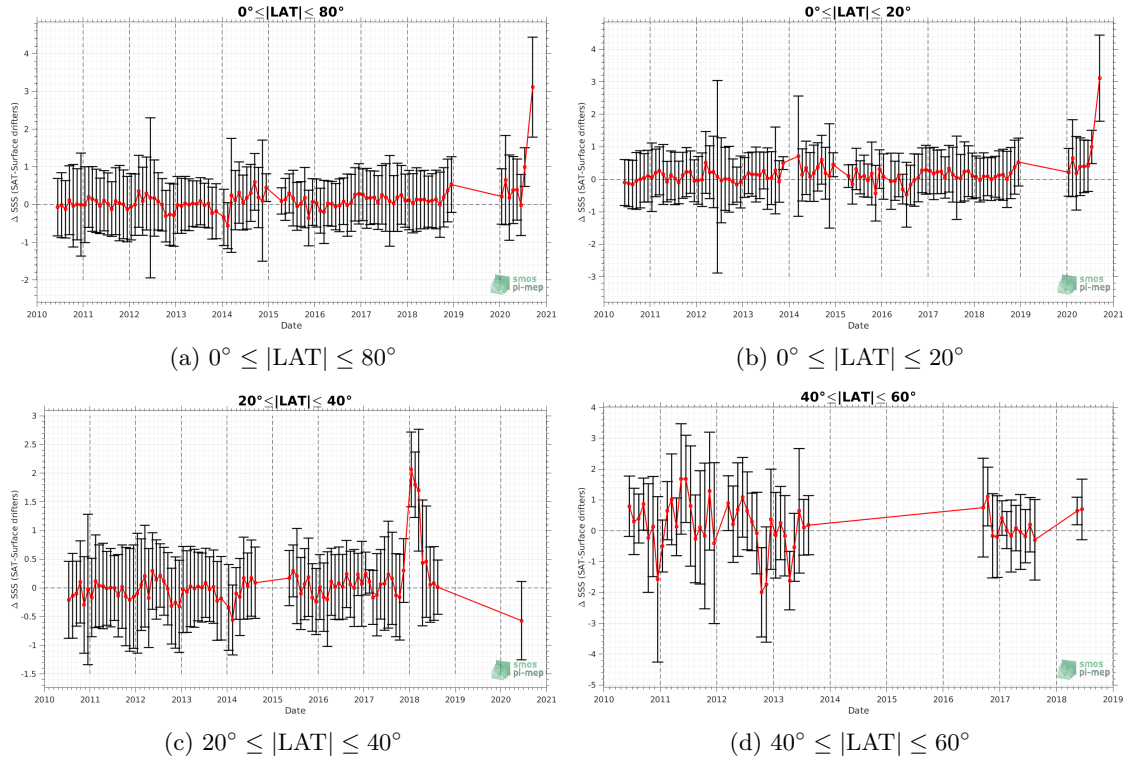 0°≤|LAT|≤ 80°
Δ SSS (SAT-Surface drifters)
4
3
2
1
0
-1
-2
2010 2011 2012 2013 2014 2015 2016 2017 2018 2019 2020 2021
Date
smos
pi-mep
(a) 0° ≤ |LAT| ≤ 80°
0°≤|LAT|≤ 20°
Δ SSS (SAT-Surface drifters)
4
3
2
1
0
-1
-2
-3
2010 2011 2012 2013 2014 2015 2016 2017 2018 2019 2020 2021
Date
smos
pi-mep
(b) 0° ≤ |LAT| ≤ 20°
20°≤|LAT|≤ 40°
Δ SSS (SAT-Surface drifters)
3
2.5
2
1.5
1
0.5
0
-0.5
-1
-1.5
2010 2011 2012 2013 2014 2015 2016 2017 2018 2019 2020 2021
Date
smos
pi-mep
(c) 20° ≤ |LAT| ≤ 40°
40°≤|LAT|≤ 60°
Δ SSS (SAT-Surface drifters)
4
3
2
1
0
-1
-2
-3
-4
-5
2010 2011 2012 2013 2014 2015 2016 2017 2018 2019
Date
smos
pi-mep
(d) 40° ≤ |LAT| ≤ 60°